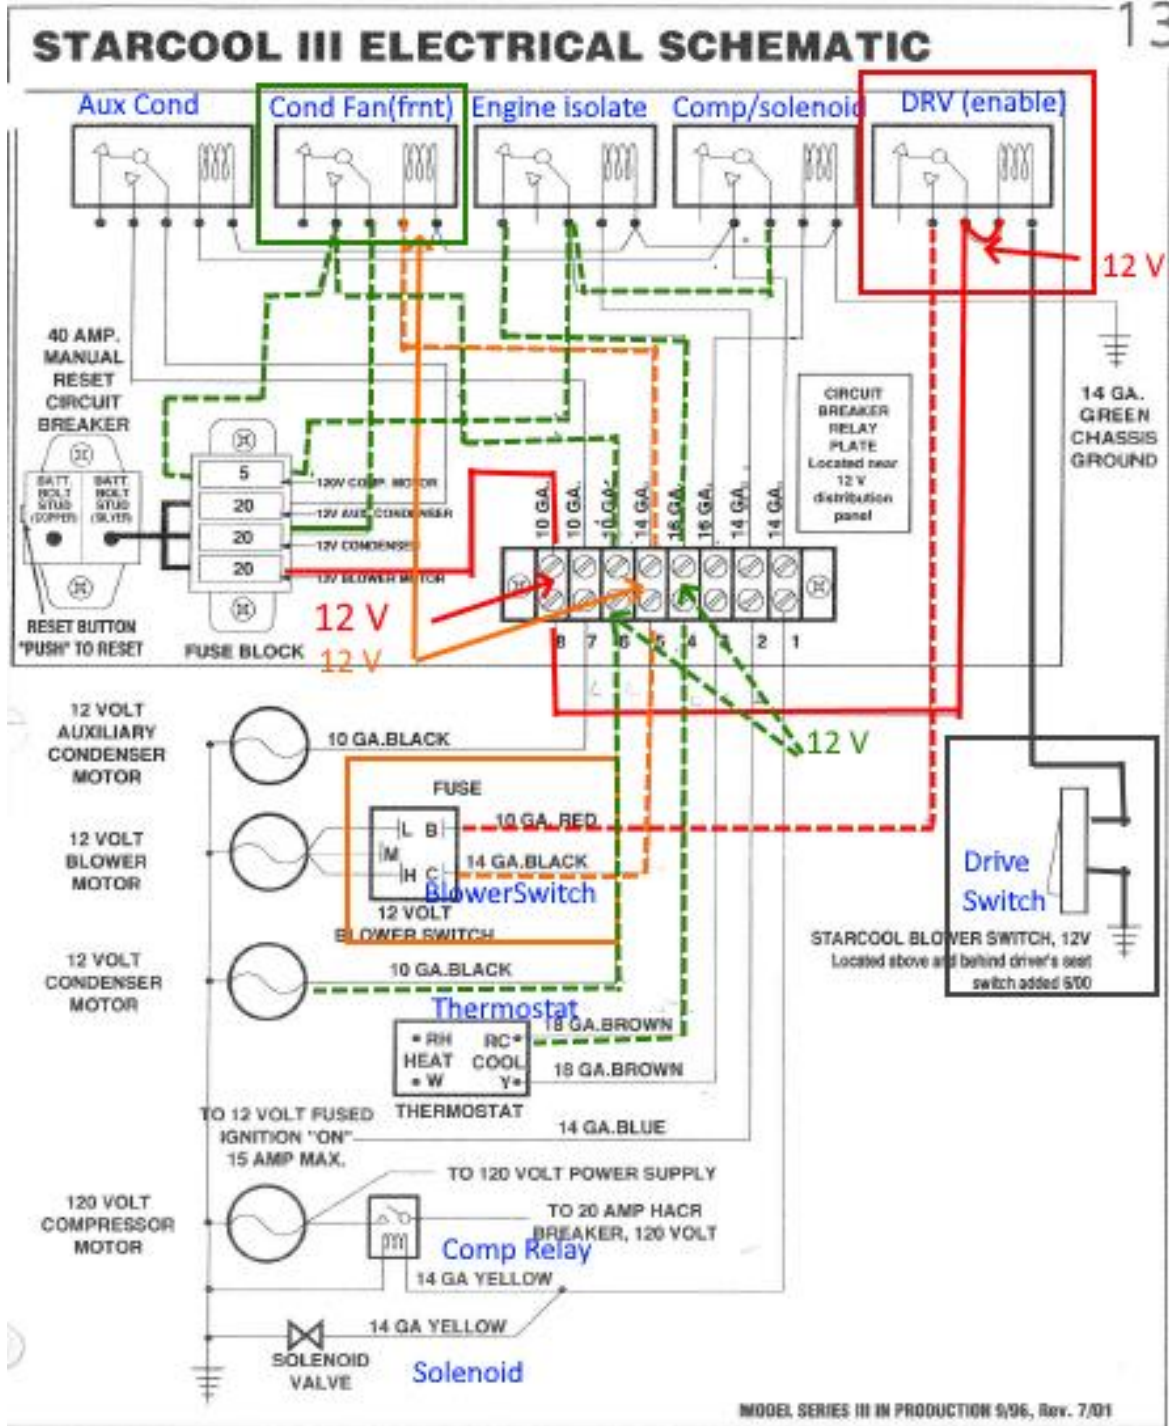 13
STARCOOL III ELECTRICAL SCHEMATIC
Aux Cond
Cond Fan(frnt)
Engine isolate
Comp/solenoid
DRV (enable)
12 V
40 AMP.
MANUAL
RESET
CIRCUIT
BREAKER
BATT.
BOLT
STUD
(COPPER)
BATT.
BOLT
STUD
(SILVER)
RESET BUTTON
"PUSH" TO RESET
5
20
20
20
FUSE BLOCK
120V COMP. MOTOR
12V AUX. CONDENSER
12V CONDENSER
12V BLOWER MOTOR
12 V
12 V
10 GA.
10 GA.
10 GA.
14 GA.
16 GA.
16 GA.
14 GA.
14 GA.
8
7
6
5
4
3
2
1
CIRCUIT
BREAKER
RELAY
PLATE
Located near
12 V
distribution
panel
14 GA.
GREEN
CHASSIS
GROUND
12 V
12 VOLT
AUXILIARY
CONDENSER
MOTOR
10 GA.BLACK
12 VOLT
BLOWER
MOTOR
FUSE
L B
M
H C
10 GA. RED
14 GA.BLACK
BlowerSwitch
12 VOLT
BLOWER SWITCH
Drive
Switch
STARCOOL BLOWER SWITCH, 12V
Located above and behind driver's seat
switch added 6/00
12 VOLT
CONDENSER
MOTOR
10 GA.BLACK
Thermostat
RH RC
HEAT COOL
W Y
THERMOSTAT
18 GA.BROWN
18 GA.BROWN
TO 12 VOLT FUSED
IGNITION "ON"
15 AMP MAX.
14 GA.BLUE
120 VOLT
COMPRESSOR
MOTOR
TO 120 VOLT POWER SUPPLY
TO 20 AMP HACR
BREAKER, 120 VOLT
Comp Relay
14 GA YELLOW
14 GA YELLOW
SOLENOID
VALVE
Solenoid
MODEL SERIES III IN PRODUCTION 9/96, Rev. 7/01